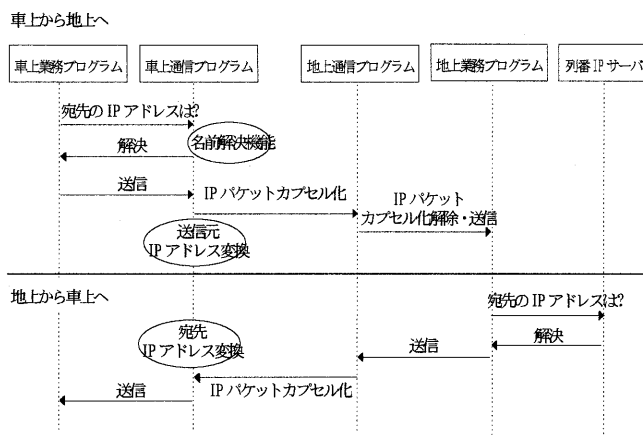 車上から地上へ
車上業務プログラム
車上通信プログラム
地上通信プログラム
地上業務プログラム
列番IPサーバ
宛先のIPアドレスは?
名前解決機能
解決
送信
IPパケットカプセル化
IPパケット
カプセル化解除・送信
送信元
IPアドレス変換
地上から車上へ
宛先のIPアドレスは?
宛先
IPアドレス変換
解決
送信
IPパケットカプセル化
送信